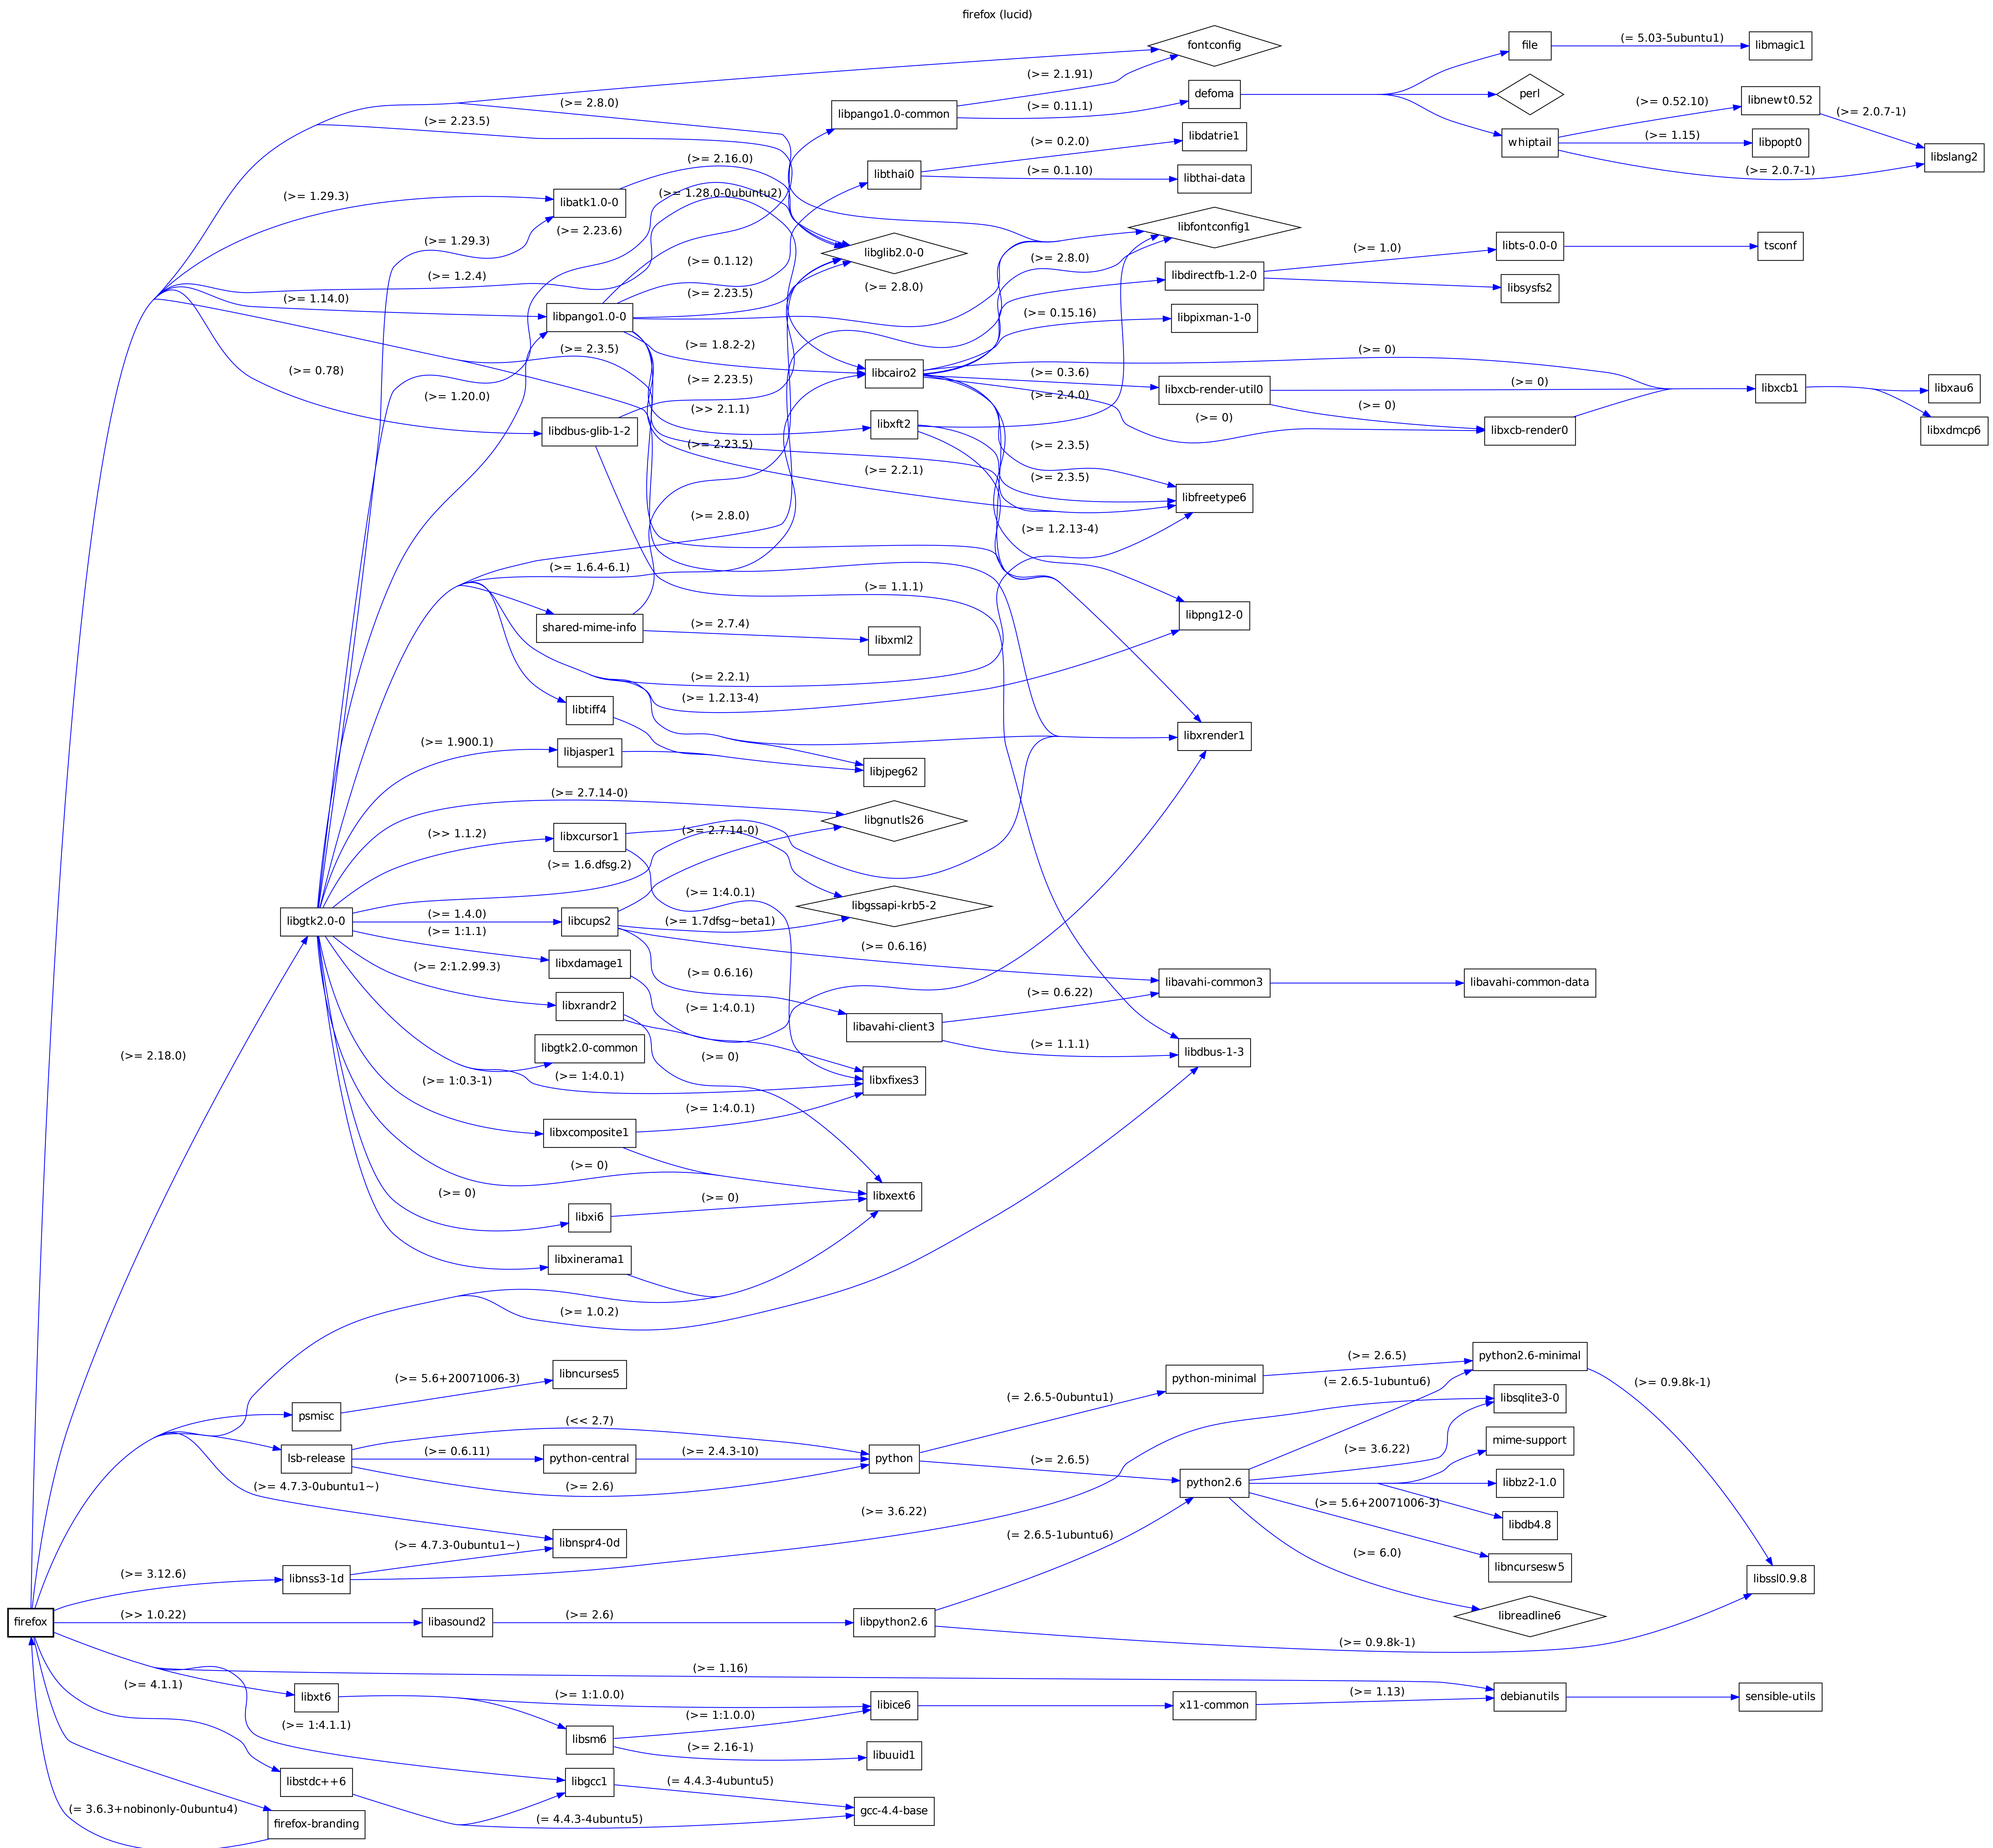 firefox (lucid)
fontconfig
file
(= 5.03-5ubuntu1)
libmagic1
(>= 2.8.0)
(>= 2.1.91)
defoma
perl
(>= 0.52.10)
libnewt0.52
(>= 2.23.5)
libpango1.0-common
(>= 0.11.1)
(>= 2.0.7-1)
libdatrie1
whiptail
(>= 1.15)
libpopt0
(>= 0.2.0)
libslang2
(>= 2.16.0)
libthai0
(>= 0.1.10)
libthai-data
(>= 2.0.7-1)
(>= 1.29.3)
libatk1.0-0
(>= 1.28.0-0ubuntu2)
(>= 2.23.6)
libfontconfig1
(>= 1.29.3)
libglib2.0-0
(>= 1.0)
libts-0.0-0
tsconf
(>= 0.1.12)
(>= 2.8.0)
(>= 1.2.4)
libdirectfb-1.2-0
libsysfs2
(>= 1.14.0)
(>= 2.23.5)
(>= 2.8.0)
libpango1.0-0
(>= 0.15.16)
libpixman-1-0
(>= 2.3.5)
(>= 1.8.2-2)
(>= 0)
(>= 0.78)
libcairo2
(>= 0.3.6)
libxcb-render-util0
(>= 0)
libxcb1
libxau6
(>= 1.20.0)
(>= 2.23.5)
(>= 2.4.0)
(>= 0)
(>> 2.1.1)
libxft2
(>= 0)
libxcb-render0
libxdmcp6
libdbus-glib-1-2
(>= 2.23.5)
(>= 2.3.5)
(>= 2.2.1)
(>= 2.3.5)
libfreetype6
(>= 2.8.0)
(>= 1.2.13-4)
(>= 1.6.4-6.1)
(>= 1.1.1)
libpng12-0
shared-mime-info
(>= 2.7.4)
libxml2
(>= 2.2.1)
(>= 1.2.13-4)
libtiff4
libxrender1
(>= 1.900.1)
libjasper1
libjpeg62
(>= 2.7.14-0)
libgnutls26
(>> 1.1.2)
libxcursor1
(>= 2.7.14-0)
(>= 1.6.dfsg.2)
(>= 1:4.0.1)
libgssapi-krb5-2
libgtk2.0-0
(>= 1.4.0)
libcups2
(>= 1.7dfsg~beta1)
(>= 1:1.1)
(>= 0.6.16)
libxdamage1
(>= 2:1.2.99.3)
(>= 0.6.16)
libavahi-common3
libavahi-common-data
(>= 0.6.22)
libxrandr2
(>= 1:4.0.1)
libavahi-client3
(>= 1.1.1)
libgtk2.0-common
(>= 0)
libdbus-1-3
(>= 2.18.0)
(>= 1:0.3-1)
(>= 1:4.0.1)
libxfixes3
(>= 1:4.0.1)
libxcomposite1
(>= 0)
(>= 0)
(>= 0)
libxext6
libxi6
libxinerama1
(>= 1.0.2)
(>= 2.6.5)
python2.6-minimal
(>= 5.6+20071006-3)
libncurses5
python-minimal
(= 2.6.5-1ubuntu6)
(>= 0.9.8k-1)
(= 2.6.5-0ubuntu1)
libsqlite3-0
psmisc
(<< 2.7)
mime-support
lsb-release
(>= 0.6.11)
python-central
(>= 2.4.3-10)
python
(>= 2.6.5)
(>= 3.6.22)
python2.6
libbz2-1.0
(>= 4.7.3-0ubuntu1~)
(>= 2.6)
(>= 5.6+20071006-3)
(>= 3.6.22)
libdb4.8
(>= 4.7.3-0ubuntu1~)
libnspr4-0d
(= 2.6.5-1ubuntu6)
(>= 6.0)
libncursesw5
(>= 3.12.6)
libnss3-1d
libssl0.9.8
firefox
(>> 1.0.22)
libasound2
(>= 2.6)
libpython2.6
libreadline6
(>= 0.9.8k-1)
(>= 1.16)
(>= 4.1.1)
libxt6
(>= 1:1.0.0)
libice6
x11-common
(>= 1.13)
debianutils
sensible-utils
(>= 1:4.1.1)
(>= 1:1.0.0)
libsm6
(>= 2.16-1)
libuuid1
libstdc++6
libgcc1
(= 4.4.3-4ubuntu5)
(= 3.6.3+nobinonly-0ubuntu4)
(= 4.4.3-4ubuntu5)
gcc-4.4-base
firefox-branding